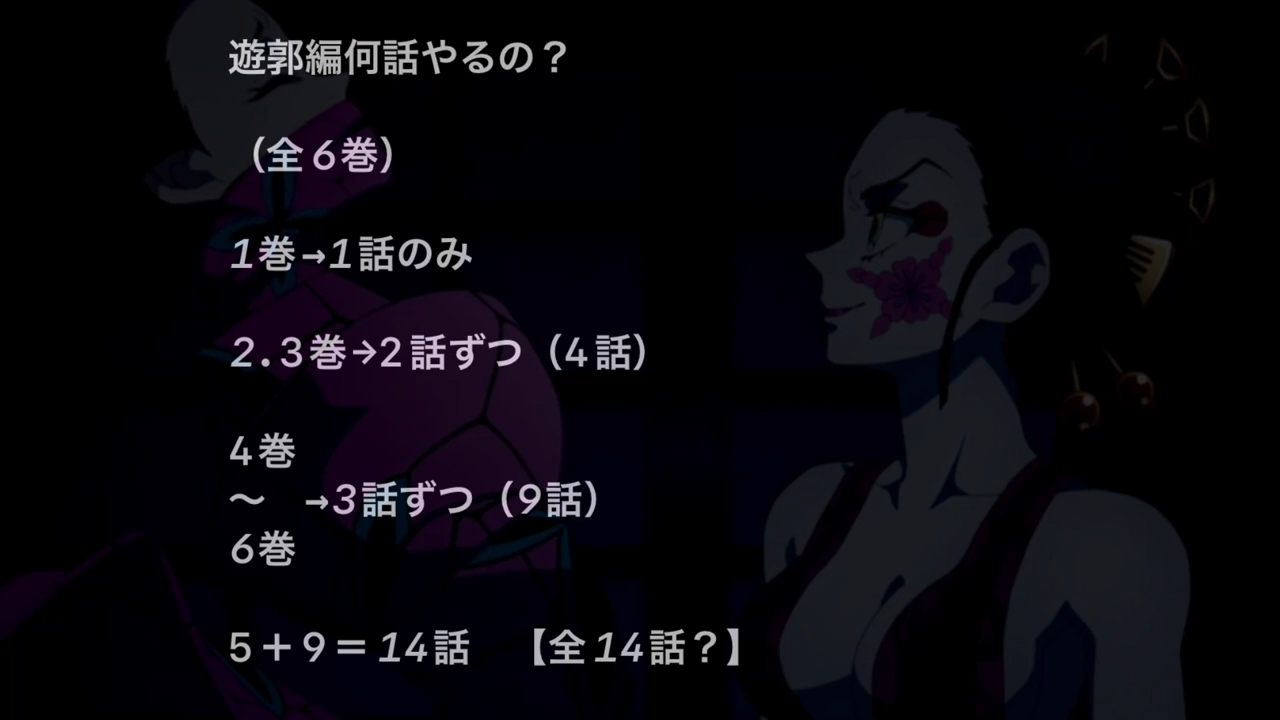 遊郭編何話やるの？
（全６巻）
1巻→1話のみ
2.3巻→2話ずつ（4話）
4巻
〜　→3話ずつ（9話）
6巻
5＋9＝14話　【全14話？】